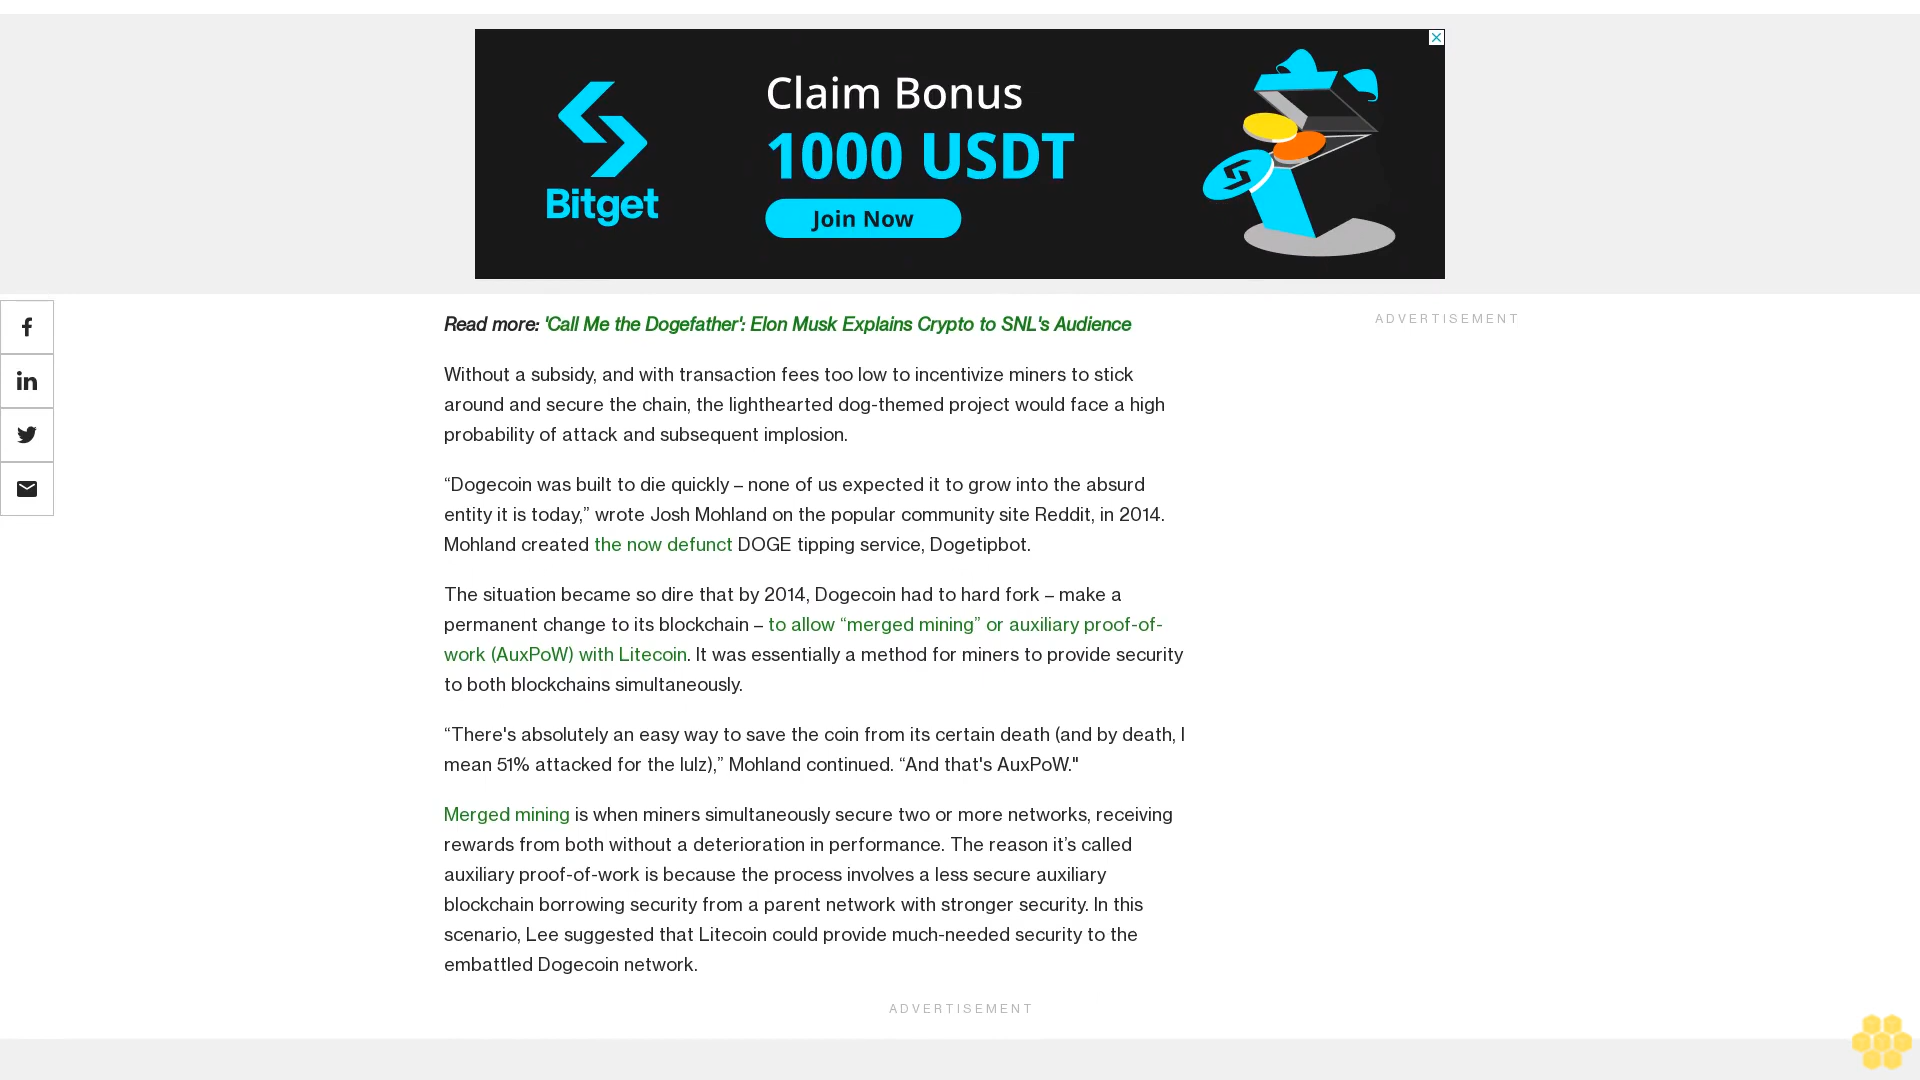 Bitget
Claim Bonus
1000 USDT
Join Now
Read more: 'Call Me the Dogefather': Elon Musk Explains Crypto to SNL's Audience
ADVERTISEMENT
Without a subsidy, and with transaction fees too low to incentivize miners to stick
around and secure the chain, the lighthearted dog-themed project would face a high
probability of attack and subsequent implosion.
“Dogecoin was built to die quickly – none of us expected it to grow into the absurd
entity it is today,” wrote Josh Mohland on the popular community site Reddit, in 2014.
Mohland created the now defunct DOGE tipping service, Dogetipbot.
The situation became so dire that by 2014, Dogecoin had to hard fork – make a
permanent change to its blockchain – to allow “merged mining” or auxiliary proof-of-
work (AuxPoW) with Litecoin. It was essentially a method for miners to provide security
to both blockchains simultaneously.
“There's absolutely an easy way to save the coin from its certain death (and by death, I
mean 51% attacked for the lulz),” Mohland continued. “And that's AuxPoW."
Merged mining is when miners simultaneously secure two or more networks, receiving
rewards from both without a deterioration in performance. The reason it’s called
auxiliary proof-of-work is because the process involves a less secure auxiliary
blockchain borrowing security from a parent network with stronger security. In this
scenario, Lee suggested that Litecoin could provide much-needed security to the
embattled Dogecoin network.
ADVERTISEMENT